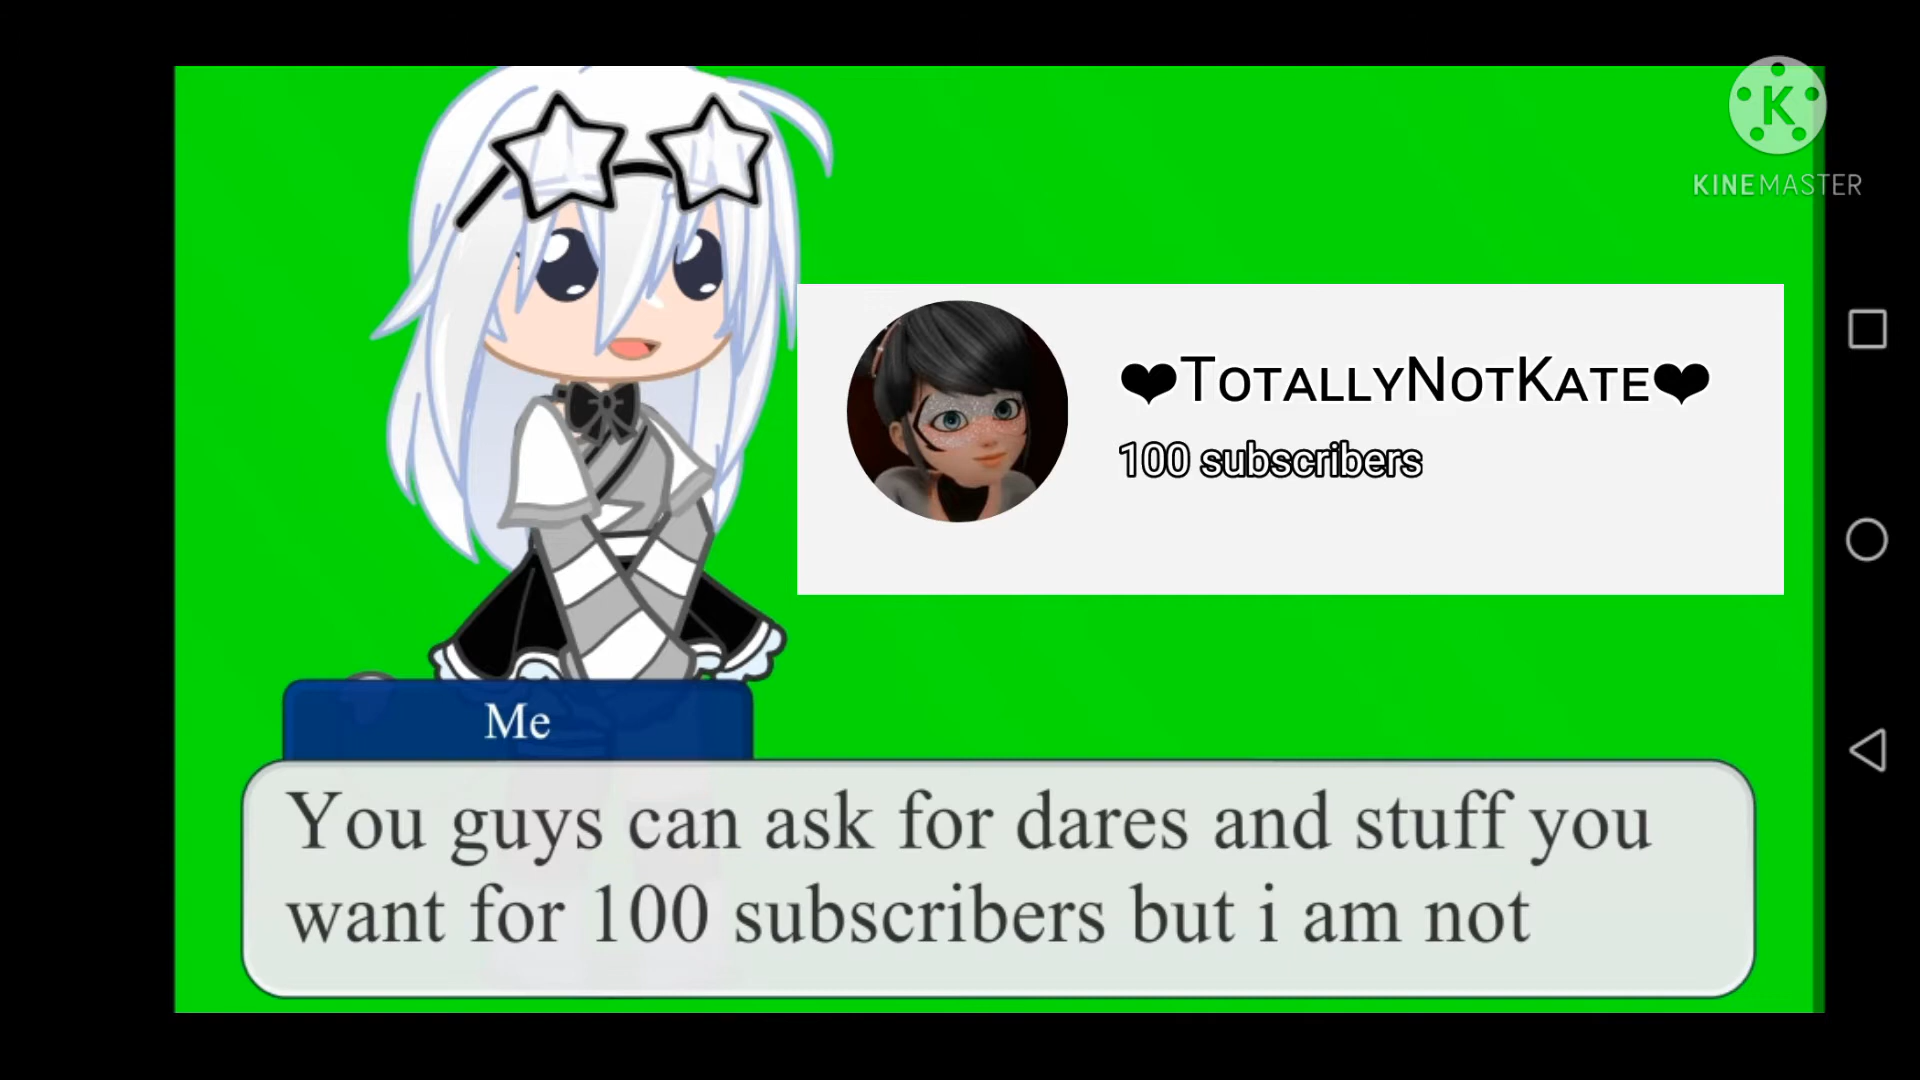 K
KINEMASTER
❤TᴏᴛᴀʟʟʏNᴏᴛKᴀᴛᴇ❤
100 subscribers
Me
You guys can ask for dares and stuff you
want for 100 subscribers but i am not